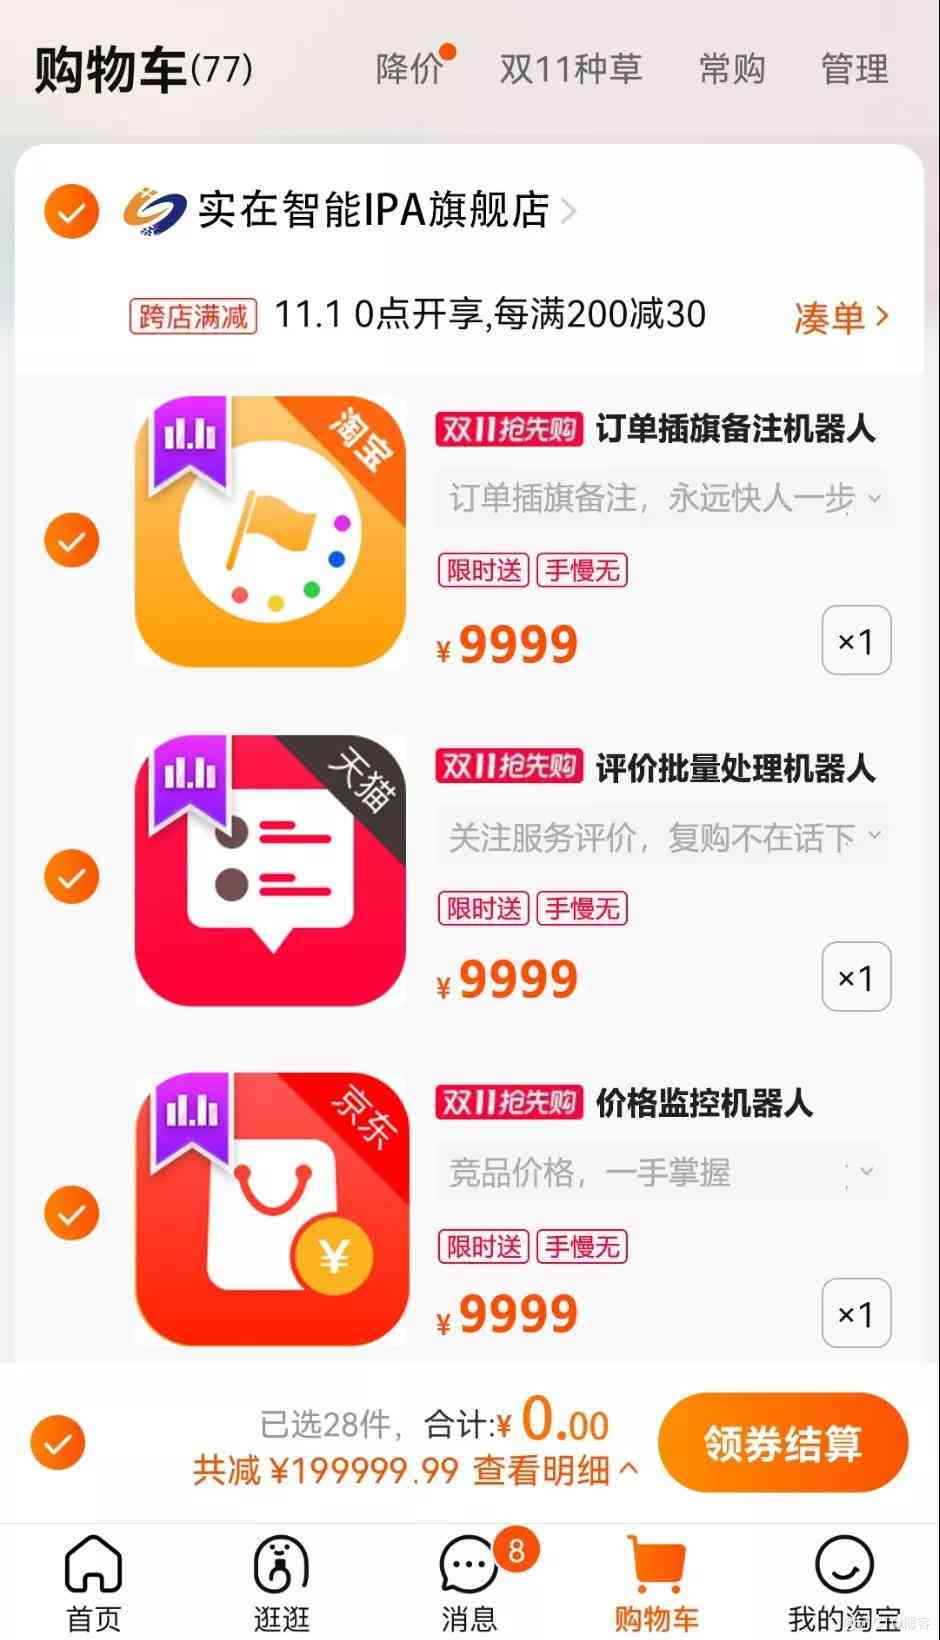 购物车(77) 降价 双11种草 常购 管理
实在智能IPA旗舰店
跨店满减 11.1 0点开享,每满200减30 凑单
淘宝
双11抢先购 订单插旗备注机器人
订单插旗备注，永远快人一步
限时送 手慢无
¥9999 ×1
天猫
双11抢先购 评价批量处理机器人
关注服务评价，复购不在话下
限时送 手慢无
¥9999 ×1
京东
双11抢先购 价格监控机器人
竞品价格，一手掌握
¥
限时送 手慢无
¥9999 ×1
已选28件，合计:¥0.00
领券结算
共减¥199999.99 查看明细
8
首页 逛逛 消息 购物车 我的淘宝